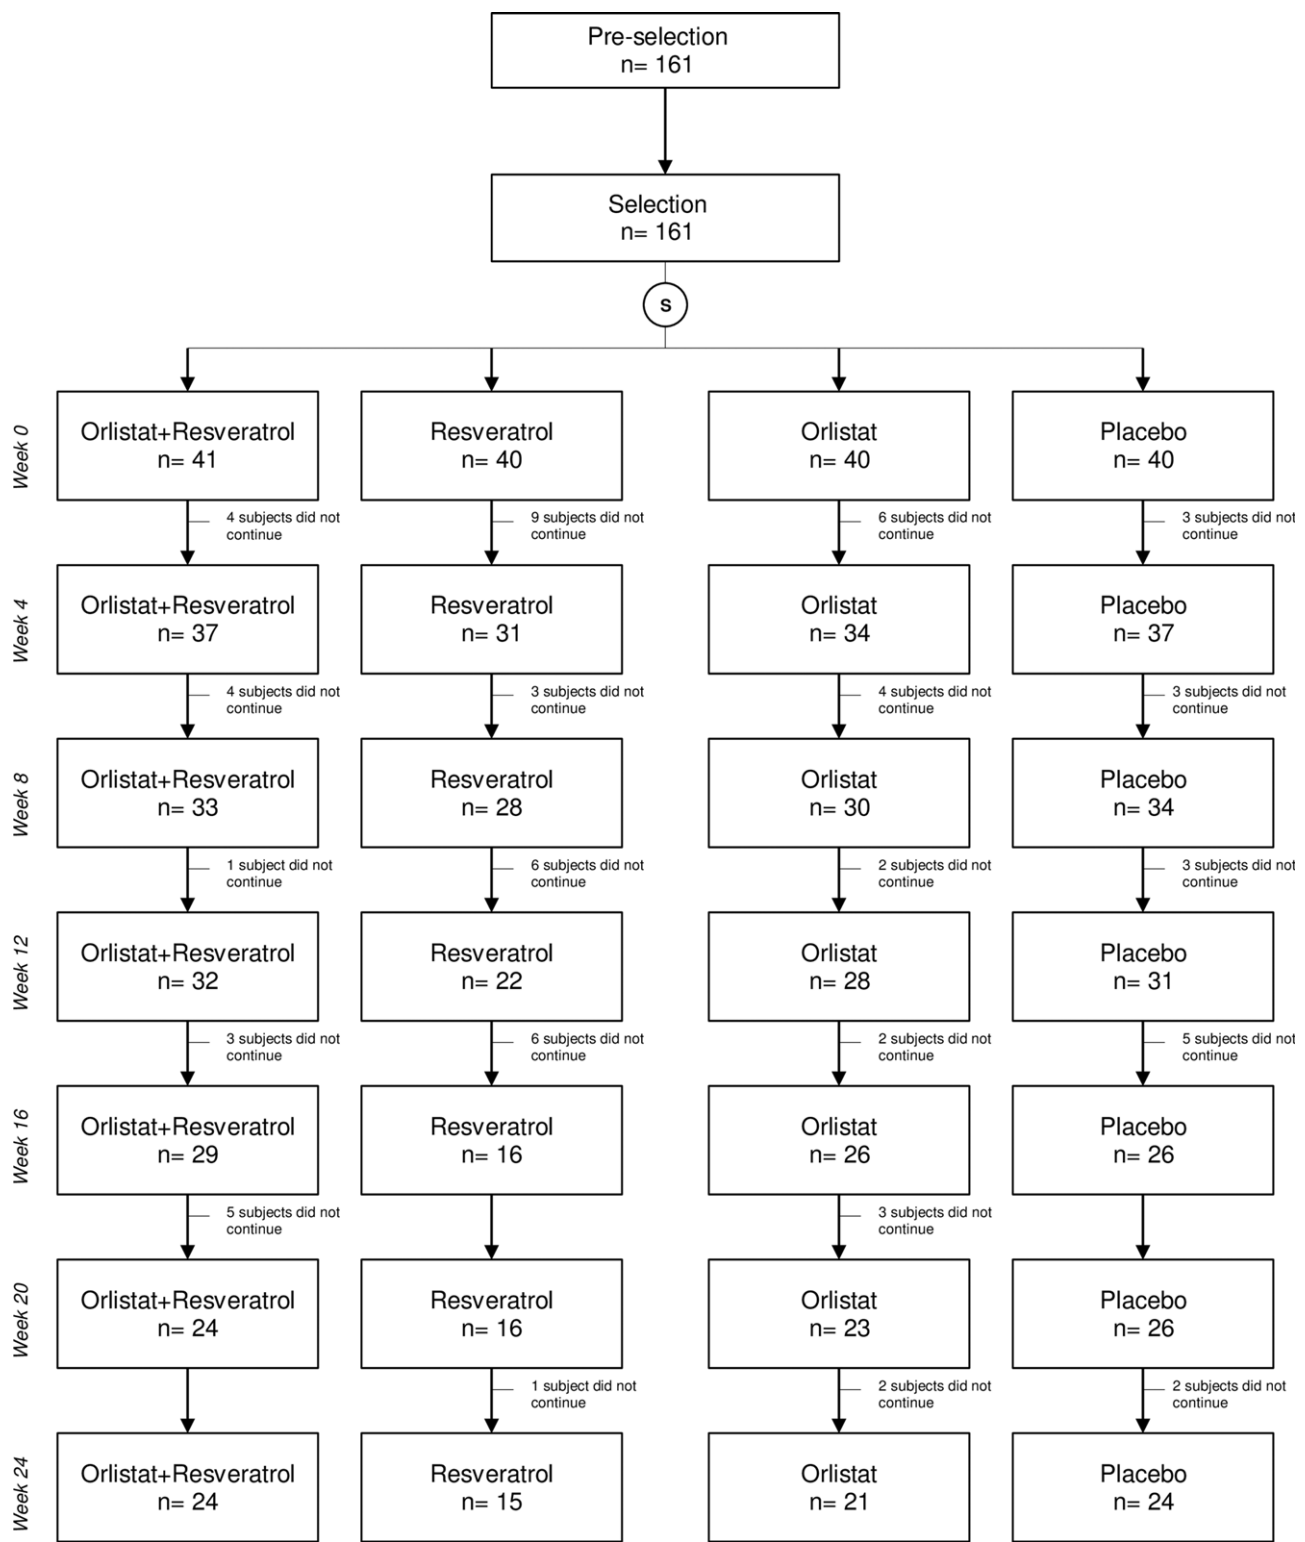 Pre-selection
n= 161
Selection
n= 161
S
Week 0
Orlistat+Resveratrol
n= 41
Resveratrol
n= 40
Orlistat
n= 40
Placebo
n= 40
4 subjects did not
continue
9 subjects did not
continue
6 subjects did not
continue
3 subjects did not
continue
Week 4
Orlistat+Resveratrol
n= 37
Resveratrol
n= 31
Orlistat
n= 34
Placebo
n= 37
4 subjects did not
continue
3 subjects did not
continue
4 subjects did not
continue
3 subjects did not
continue
Week 8
Orlistat+Resveratrol
n= 33
Resveratrol
n= 28
Orlistat
n= 30
Placebo
n= 34
1 subject did not
continue
6 subjects did not
continue
2 subjects did not
continue
3 subjects did not
continue
Week 12
Orlistat+Resveratrol
n= 32
Resveratrol
n= 22
Orlistat
n= 28
Placebo
n= 31
3 subjects did not
continue
6 subjects did not
continue
2 subjects did not
continue
5 subjects did not
continue
Week 16
Orlistat+Resveratrol
n= 29
Resveratrol
n= 16
Orlistat
n= 26
Placebo
n= 26
5 subjects did not
continue
3 subjects did not
continue
Week 20
Orlistat+Resveratrol
n= 24
Resveratrol
n= 16
Orlistat
n= 23
Placebo
n= 26
1 subject did not
continue
2 subjects did not
continue
2 subjects did not
continue
Week 24
Orlistat+Resveratrol
n= 24
Resveratrol
n= 15
Orlistat
n= 21
Placebo
n= 24